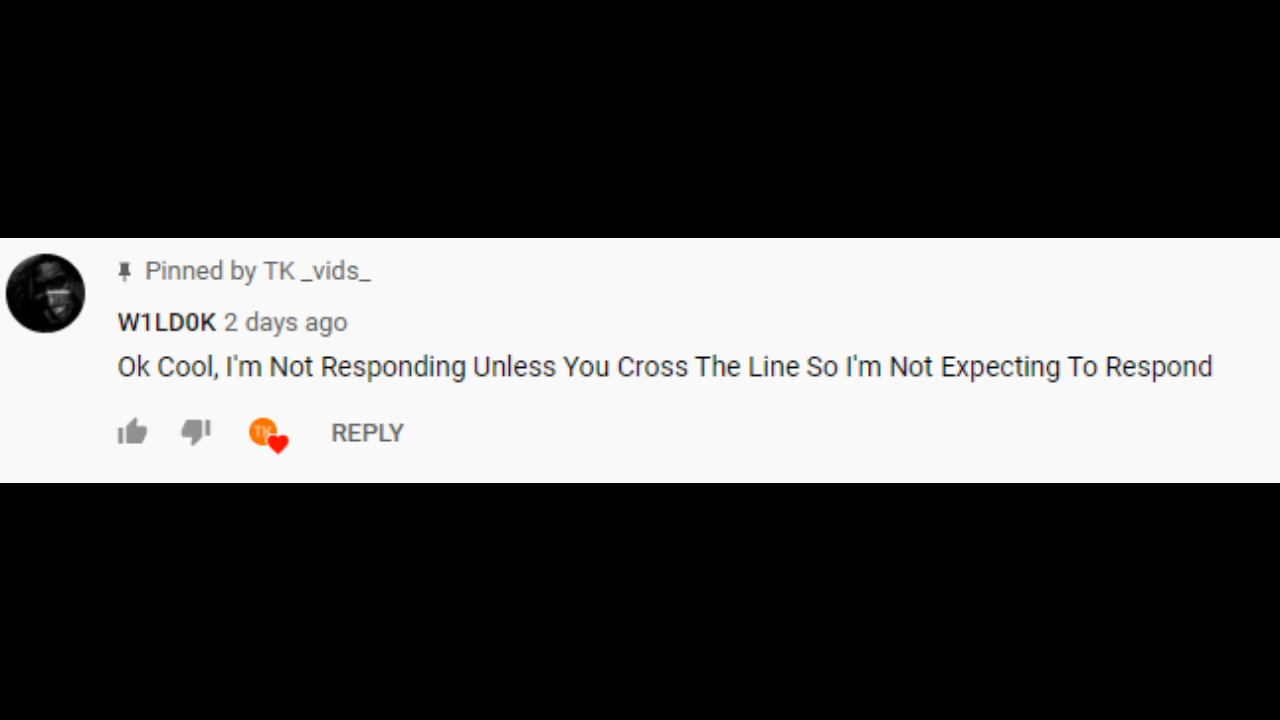 Pinned by TK _vids_
W1LD0K 2 days ago
Ok Cool, I'm Not Responding Unless You Cross The Line So I'm Not Expecting To Respond
TK REPLY